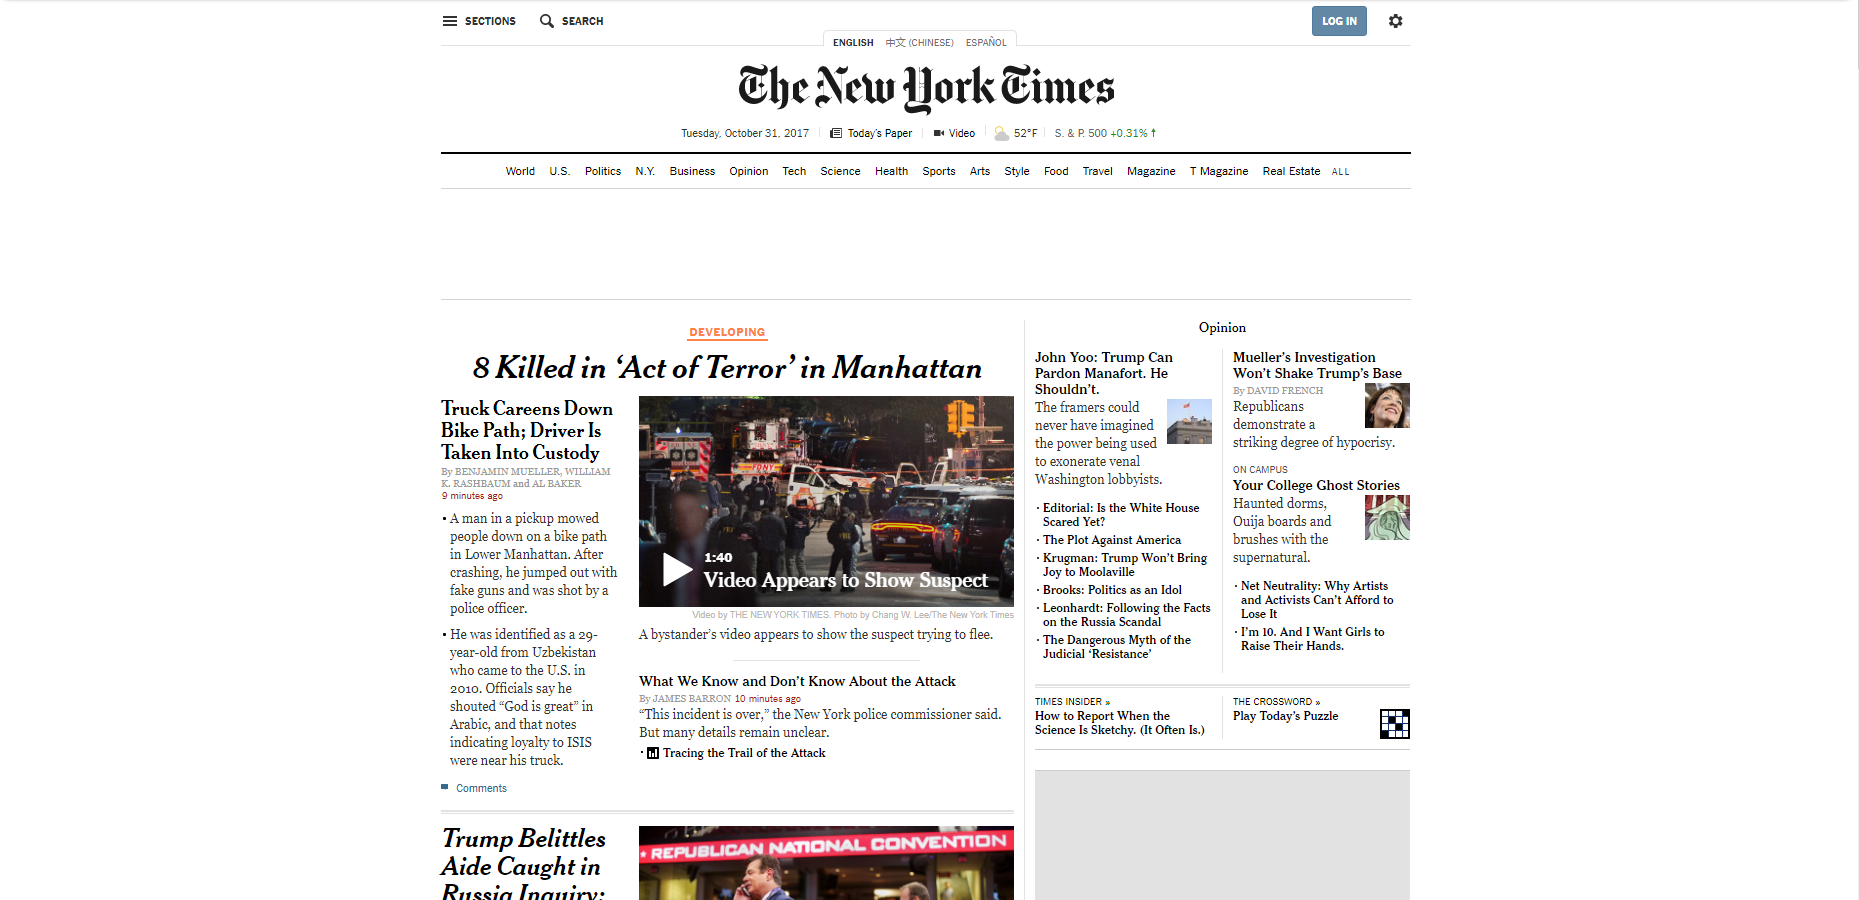 SECTIONS
SEARCH
LOG IN
ENGLISH
中文 (CHINESE)
ESPAÑOL
The New York Times
Tuesday, October 31, 2017
Today's Paper
Video
52°F
S. & P. 500 +0.31% ↑
World
U.S.
Politics
N.Y.
Business
Opinion
Tech
Science
Health
Sports
Arts
Style
Food
Travel
Magazine
T Magazine
Real Estate
ALL
DEVELOPING
8 Killed in ‘Act of Terror’ in Manhattan
Truck Careens Down
Bike Path; Driver Is
Taken Into Custody
By BENJAMIN MUELLER, WILLIAM
K. RASHBAUM and AL BAKER
9 minutes ago
• A man in a pickup mowed
people down on a bike path
in Lower Manhattan. After
crashing, he jumped out with
fake guns and was shot by a
police officer.
• He was identified as a 29-
year-old from Uzbekistan
who came to the U.S. in
2010. Officials say he
shouted “God is great” in
Arabic, and that notes
indicating loyalty to ISIS
were near his truck.
Comments
FDNY
1:40
Video Appears to Show Suspect
Video by THE NEW YORK TIMES. Photo by Chang W. Lee/The New York Times
A bystander’s video appears to show the suspect trying to flee.
What We Know and Don’t Know About the Attack
By JAMES BARRON 10 minutes ago
“This incident is over,” the New York police commissioner said.
But many details remain unclear.
· Tracing the Trail of the Attack
Trump Belittles
Aide Caught in
Russia Inquiry;
REPUBLICAN NATIONAL CONVENTION
Opinion
John Yoo: Trump Can
Pardon Manafort. He
Shouldn’t.
The framers could
never have imagined
the power being used
to exonerate venal
Washington lobbyists.
· Editorial: Is the White House
Scared Yet?
· The Plot Against America
· Krugman: Trump Won’t Bring
Joy to Moolaville
· Brooks: Politics as an Idol
· Leonhardt: Following the Facts
on the Russia Scandal
· The Dangerous Myth of the
Judicial ‘Resistance’
Mueller’s Investigation
Won’t Shake Trump’s Base
By DAVID FRENCH
Republicans
demonstrate a
striking degree of hypocrisy.
ON CAMPUS
Your College Ghost Stories
Haunted dorms,
Ouija boards and
brushes with the
supernatural.
· Net Neutrality: Why Artists
and Activists Can’t Afford to
Lose It
· I’m 10. And I Want Girls to
Raise Their Hands.
TIMES INSIDER »
How to Report When the
Science Is Sketchy. (It Often Is.)
THE CROSSWORD »
Play Today’s Puzzle